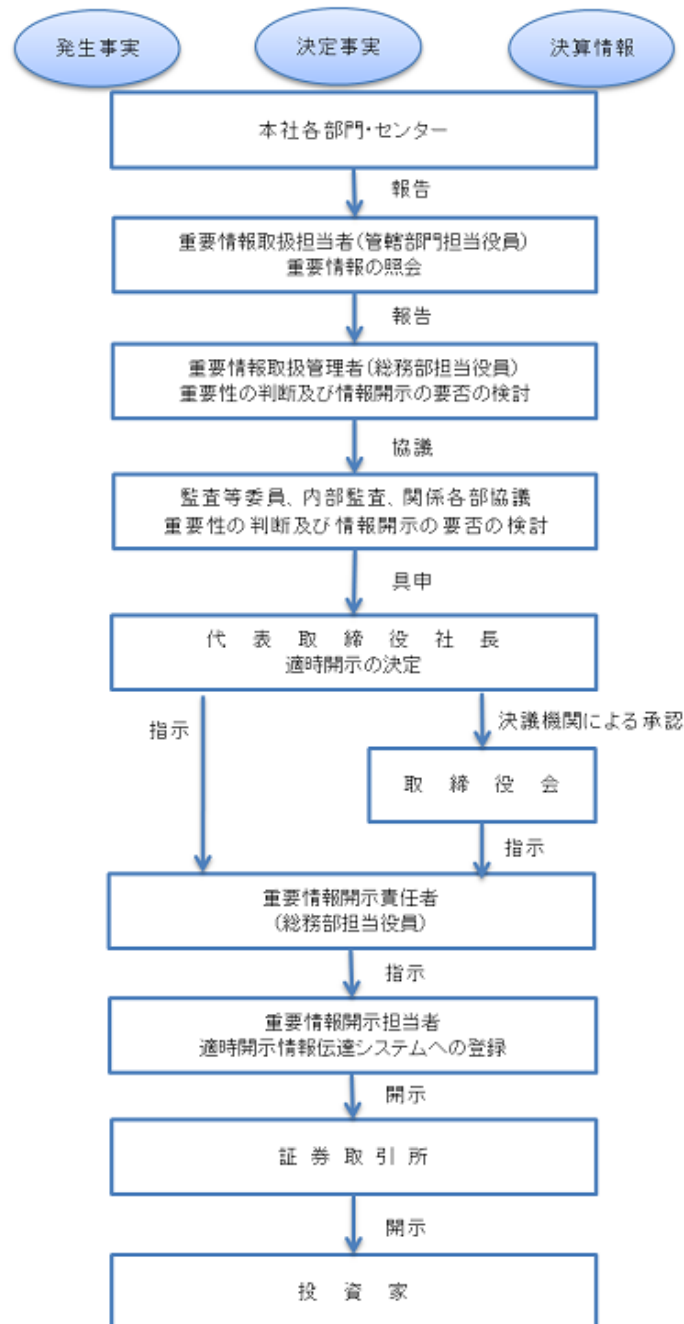 発生事実
決定事実
決算情報
本社各部門・センター
報告
重要情報取扱担当者(管轄部門担当役員)
重要情報の照会
報告
重要情報取扱管理者(総務部担当役員)
重要性の判断及び情報開示の要否の検討
協議
監査等委員、内部監査、関係各部協議
重要性の判断及び情報開示の要否の検討
具申
代表取締役社長
適時開示の決定
指示
決議機関による承認
取締役会
指示
重要情報開示責任者
(総務部担当役員)
指示
重要情報開示担当者
適時開示情報伝達システムへの登録
開示
証券取引所
開示
投資家